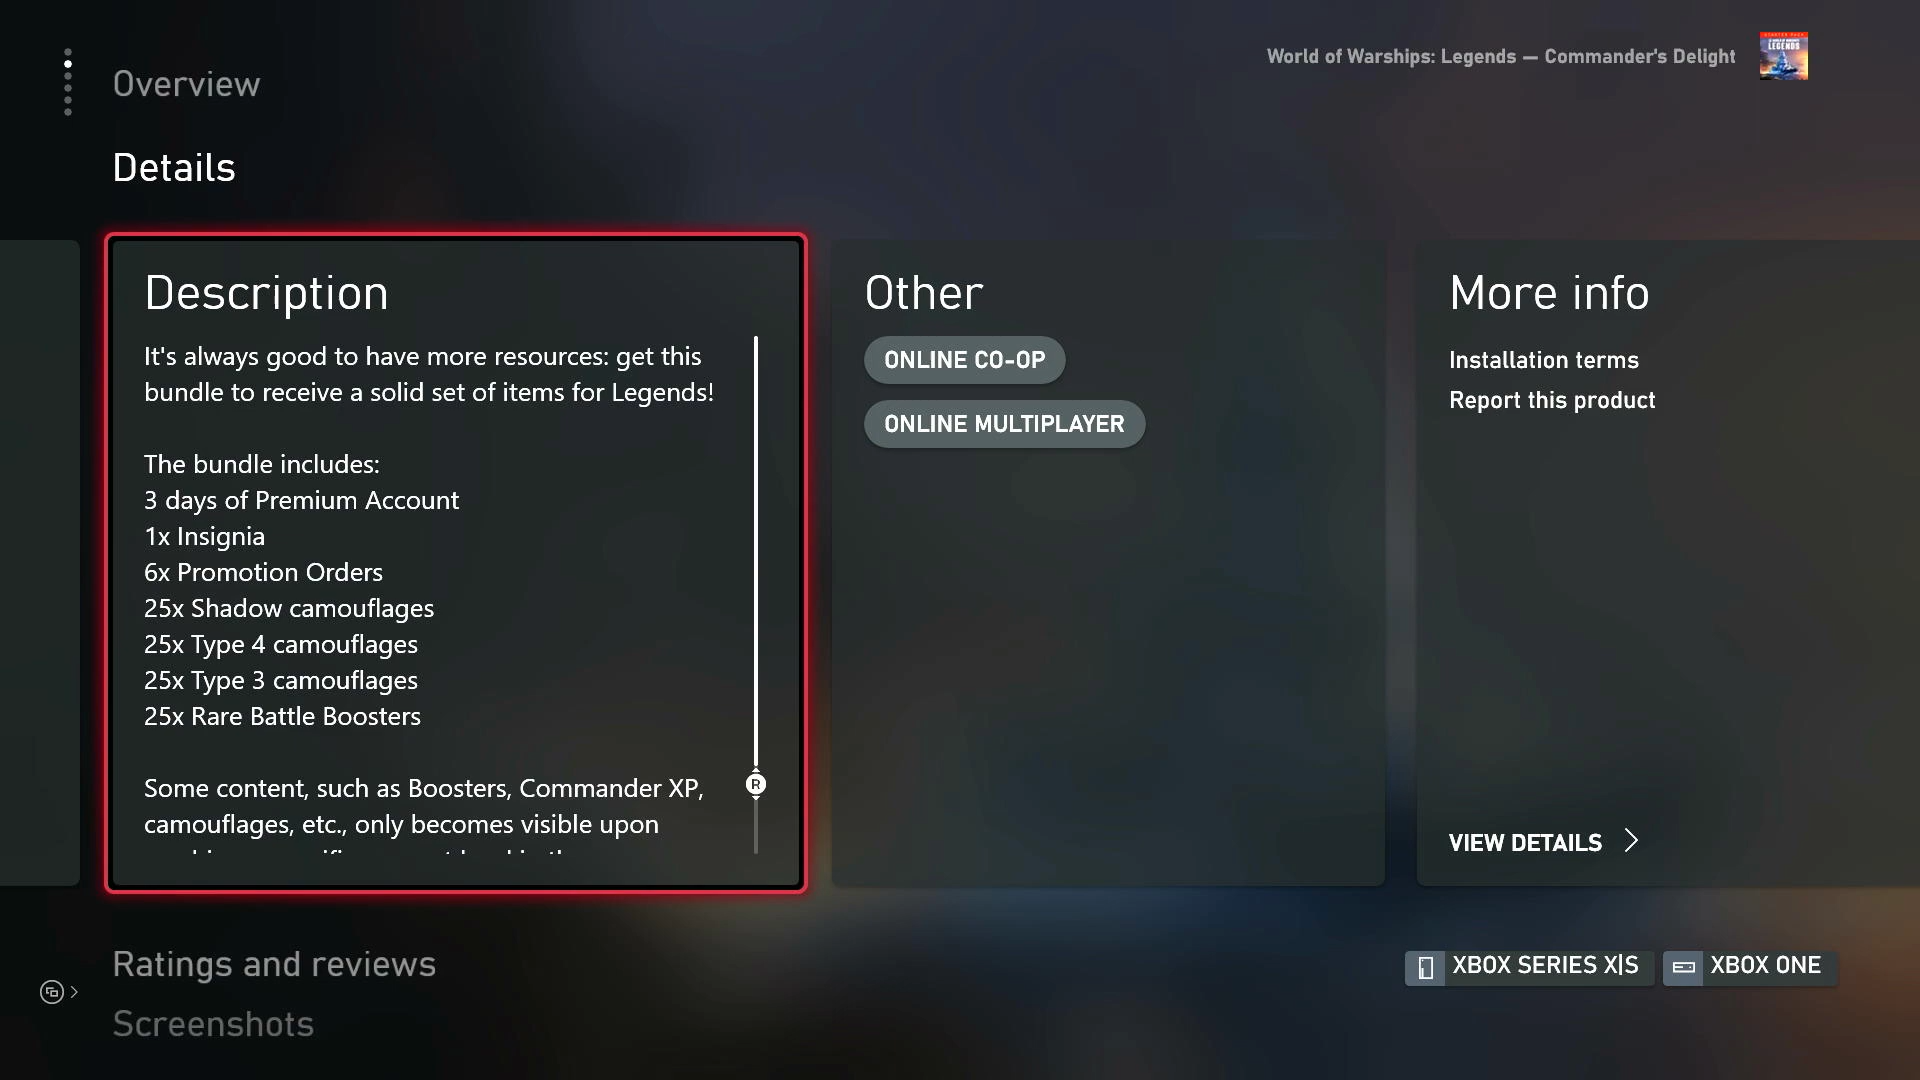 Overview
World of Warships: Legends — Commander's Delight
Details
Description
It's always good to have more resources: get this
bundle to receive a solid set of items for Legends!
The bundle includes:
3 days of Premium Account
1x Insignia
6x Promotion Orders
25x Shadow camouflages
25x Type 4 camouflages
25x Type 3 camouflages
25x Rare Battle Boosters
Some content, such as Boosters, Commander XP,
camouflages, etc., only becomes visible upon
R
Other
ONLINE CO-OP
ONLINE MULTIPLAYER
More info
Installation terms
Report this product
VIEW DETAILS
Ratings and reviews
XBOX SERIES X|S
XBOX ONE
Screenshots